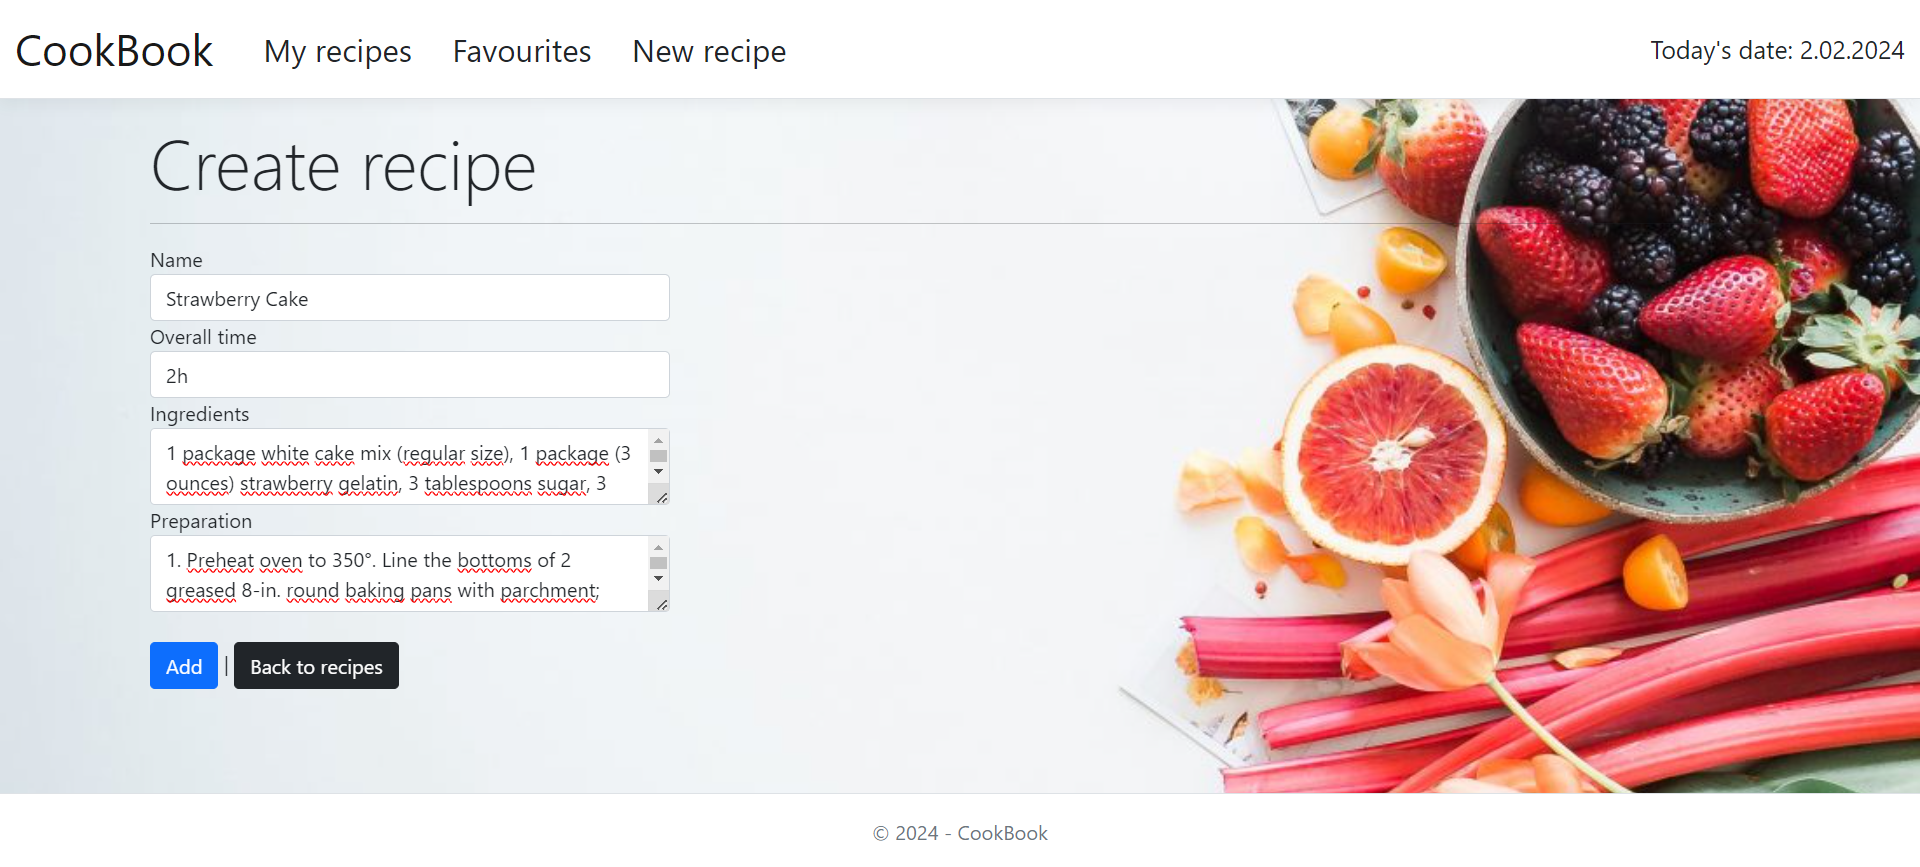 CookBook My recipes Favourites New recipe Today's date: 2.02.2024
Create recipe
Name
Strawberry Cake
Overall time
2h
Ingredients
1 package white cake mix (regular size), 1 package (3
ounces) strawberry gelatin, 3 tablespoons sugar, 3
Preparation
1. Preheat oven to 350°. Line the bottoms of 2
greased 8-in. round baking pans with parchment;
Add | Back to recipes
© 2024 - CookBook